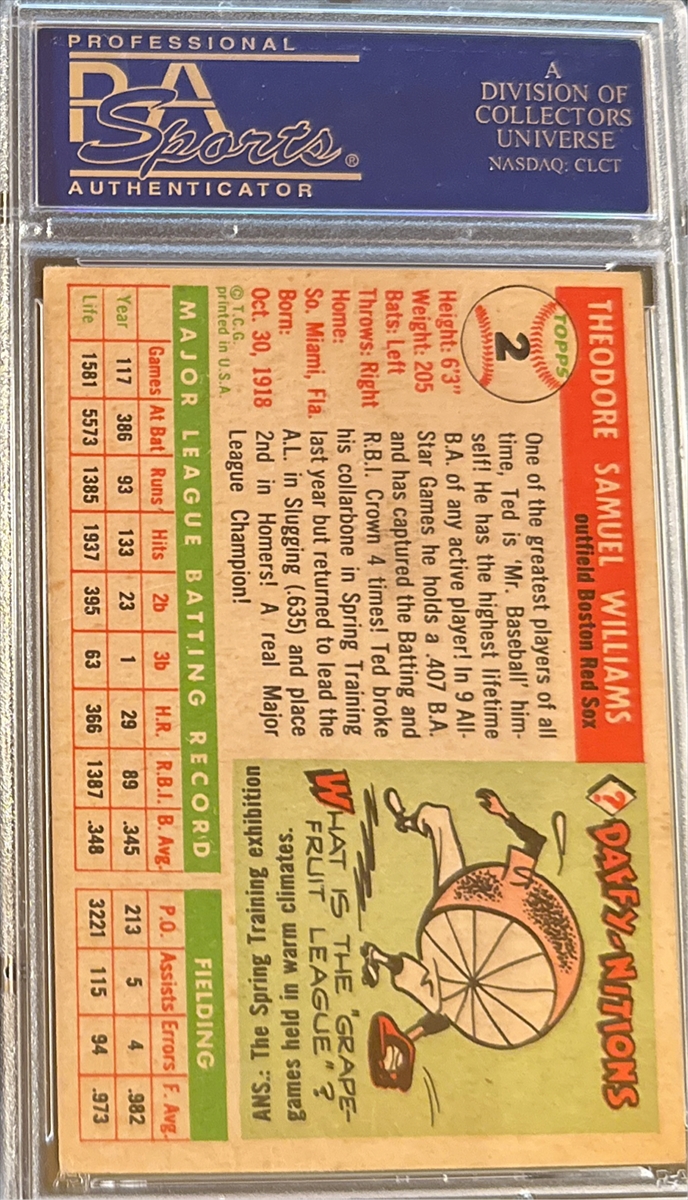 PROFESSIONAL
PSA
Sports®
AUTHENTICATOR
A
DIVISION OF
COLLECTORS
UNIVERSE
NASDAQ: CLCT
TOPPS
2
THEODORE SAMUEL WILLIAMS
outfield Boston Red Sox
Height: 6'3"
Weight: 205
Bats: Left
Throws: Right
Home:
So. Miami, Fla.
Born:
Oct. 30, 1918
© T.C.G.
printed in U.S.A.
One of the greatest players of all
time, Ted is 'Mr. Baseball' him-
self! He has the highest lifetime
B.A. of any active player! In 9 All-
Star Games he holds a .407 B.A.
and has captured the Batting and
R.B.I. Crown 4 times! Ted broke
his collarbone in Spring Training
last year but returned to lead the
A.L. in Slugging (.635) and place
2nd in Homers! A real Major
League Champion!
? DAFFY-NITIONS
WHAT IS THE "GRAPE-
FRUIT LEAGUE"?
ANS.: The Spring Training exhibition
games held in warm climates.
MAJOR LEAGUE BATTING RECORD
FIELDING
Games At Bat Runs Hits 2b 3b H.R. R.B.I. B. Avg. P.O. Assists Errors F. Avg.
Year 117 386 93 133 23 1 29 89 .345 213 5 4 .982
Life 1581 5573 1385 1937 395 63 366 1387 .348 3221 115 94 .973